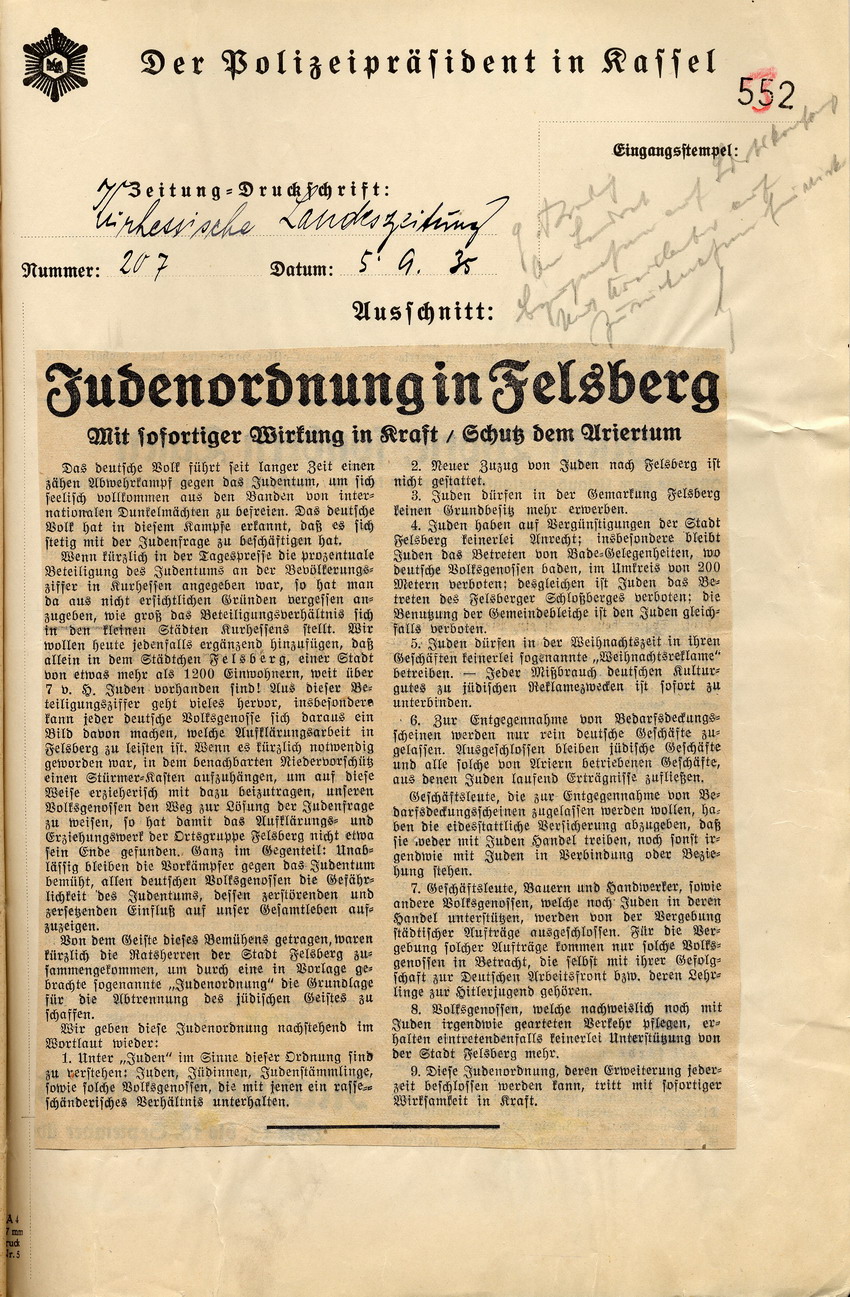 Der Polizeipräsident in Kassel
552
Eingangsstempel:
Zeitung=Druckschrift:
Kurhessische Landeszeitung
Nummer: 207 Datum: 5. 9. 35
Ausschnitt:
Judenordnung in Felsberg
Mit sofortiger Wirkung in Kraft / Schutz dem Ariertum
Das deutsche Volk führt seit langer Zeit einen
zähen Abwehrkampf gegen das Judentum, um sich
seelisch vollkommen aus den Banden von inter=
nationalen Dunkelmächten zu befreien. Das deutsche
Volk hat in diesem Kampfe erkannt, daß es sich
stetig mit der Judenfrage zu beschäftigen hat.
Wenn kürzlich in der Tagespresse die prozentuale
Beteiligung des Judentums an der Bevölkerungs=
ziffer in Kurhessen angegeben war, so hat man
da aus nicht ersichtlichen Gründen vergessen an=
zugeben, wie groß das Beteiligungsverhältnis sich
in den kleinen Städten Kurhessens stellt. Wir
wollen heute jedenfalls ergänzend hinzufügen, daß
allein in dem Städtchen Felsberg, einer Stadt
von etwas mehr als 1200 Einwohnern, weit über
7 v. H. Juden vorhanden sind! Aus dieser Be=
teiligungsziffer geht vieles hervor, insbesondere
kann jeder deutsche Volksgenosse sich daraus ein
Bild davon machen, welche Aufklärungsarbeit in
Felsberg zu leisten ist. Wenn es kürzlich notwendig
geworden war, in dem benachbarten Niedervorschütz
einen Stürmer=Kasten aufzuhängen, um auf diese
Weise erzieherisch mit dazu beizutragen, unseren
Volksgenossen den Weg zur Lösung der Judenfrage
zu weisen, so hat damit das Aufklärungs= und
Erziehungswerk der Ortsgruppe Felsberg nicht etwa
sein Ende gefunden. Ganz im Gegenteil: Unab=
lässig bleiben die Vorkämpfer gegen das Judentum
bemüht, allen deutschen Volksgenossen die Gefähr=
lichkeit des Judentums, dessen zerstörenden und
zersetzenden Einfluß auf unser Gesamtleben auf=
zuzeigen.
Von dem Geiste dieses Bemühens getragen, waren
kürzlich die Ratsherren der Stadt Felsberg zu=
sammengekommen, um durch eine in Vorlage ge=
brachte sogenannte „Judenordnung“ die Grundlage
für die Abtrennung des jüdischen Geistes zu
schaffen.
Wir geben diese Judenordnung nachstehend im
Wortlaut wieder:
1. Unter „Juden“ im Sinne dieser Ordnung sind
zu verstehen: Juden, Jüdinnen, Judenstämmlinge,
sowie solche Volksgenossen, die mit jenen ein rasse=
schänderisches Verhältnis unterhalten.
2. Neuer Zuzug von Juden nach Felsberg ist
nicht gestattet.
3. Juden dürfen in der Gemarkung Felsberg
keinen Grundbesitz mehr erwerben.
4. Juden haben auf Vergünstigungen der Stadt
Felsberg keinerlei Anrecht; insbesondere bleibt
Juden das Betreten von Bade=Gelegenheiten, wo
deutsche Volksgenossen baden, im Umkreis von 200
Metern verboten; desgleichen ist Juden das Be=
treten des Felsberger Schloßberges verboten; die
Benutzung der Gemeindebleiche ist den Juden gleich=
falls verboten.
5. Juden dürfen in der Weihnachtszeit in ihren
Geschäften keinerlei sogenannte „Weihnachtsreklame“
betreiben. — Jeder Mißbrauch deutschen Kultur=
gutes zu jüdischen Reklamezwecken ist sofort zu
unterbinden.
6. Zur Entgegennahme von Bedarfsdeckungs=
scheinen werden nur rein deutsche Geschäfte zu=
gelassen. Ausgeschlossen bleiben jüdische Geschäfte
und alle solche von Ariern betriebenen Geschäfte,
aus denen Juden laufend Erträgnisse zufließen.
Geschäftsleute, die zur Entgegennahme von Be=
darfsdeckungsscheinen zugelassen werden wollen, ha=
ben die eidesstattliche Versicherung abzugeben, daß
sie weder mit Juden Handel treiben, noch sonst ir=
gendwie mit Juden in Verbindung oder Bezie=
hung stehen.
7. Geschäftsleute, Bauern und Handwerker, sowie
andere Volksgenossen, welche noch Juden in deren
Handel unterstützen, werden von der Vergebung
städtischer Aufträge ausgeschlossen. Für die Ver=
gebung solcher Aufträge kommen nur solche Volks=
genossen in Betracht, die selbst mit ihrer Gefolg=
schaft zur Deutschen Arbeitsfront bzw. deren Lehr=
linge zur Hitlerjugend gehören.
8. Volksgenossen, welche nachweislich noch mit
Juden irgendwie gearteten Verkehr pflegen, er=
halten eintretendenfalls keinerlei Unterstützung von
der Stadt Felsberg mehr.
9. Diese Judenordnung, deren Erweiterung jeder=
zeit beschlossen werden kann, tritt mit sofortiger
Wirksamkeit in Kraft.
A 4
7 mm